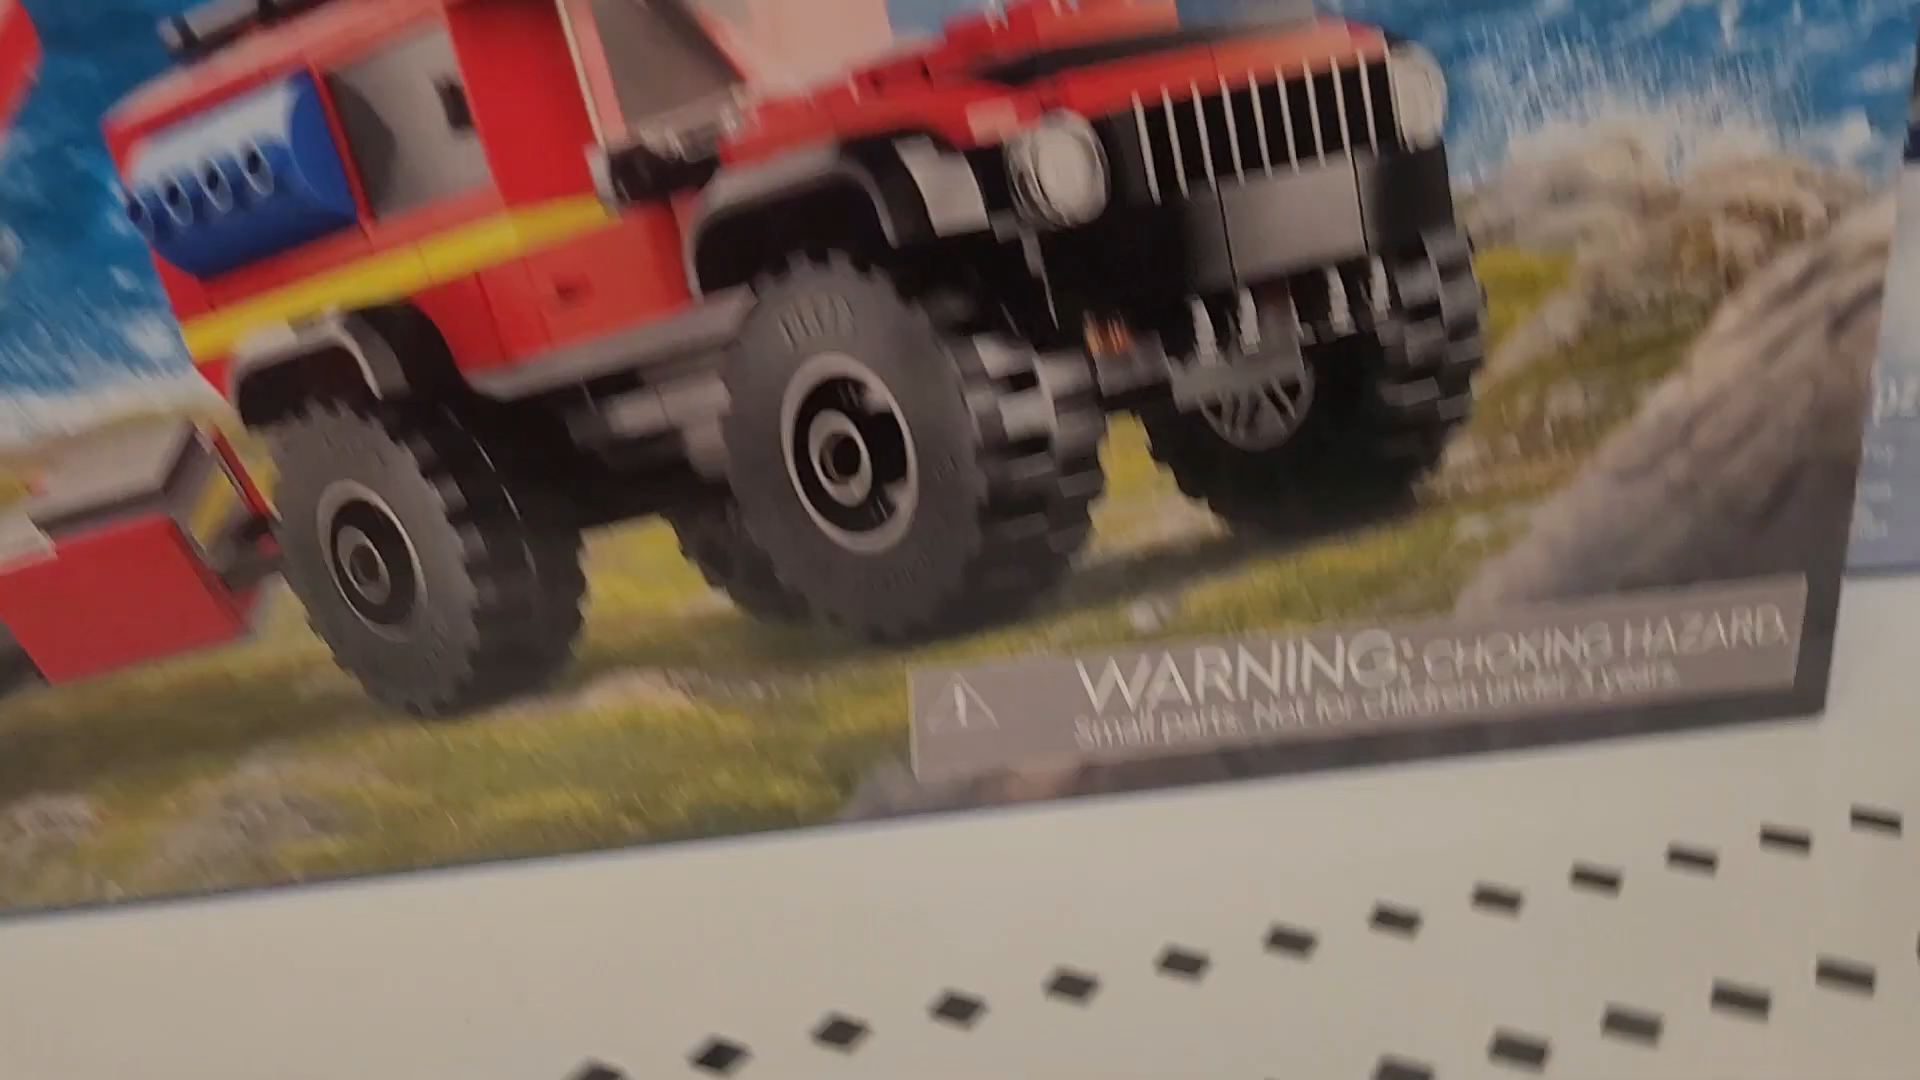 WARNING: CHOKING HAZARD.
Small parts. Not for children under 3 years.